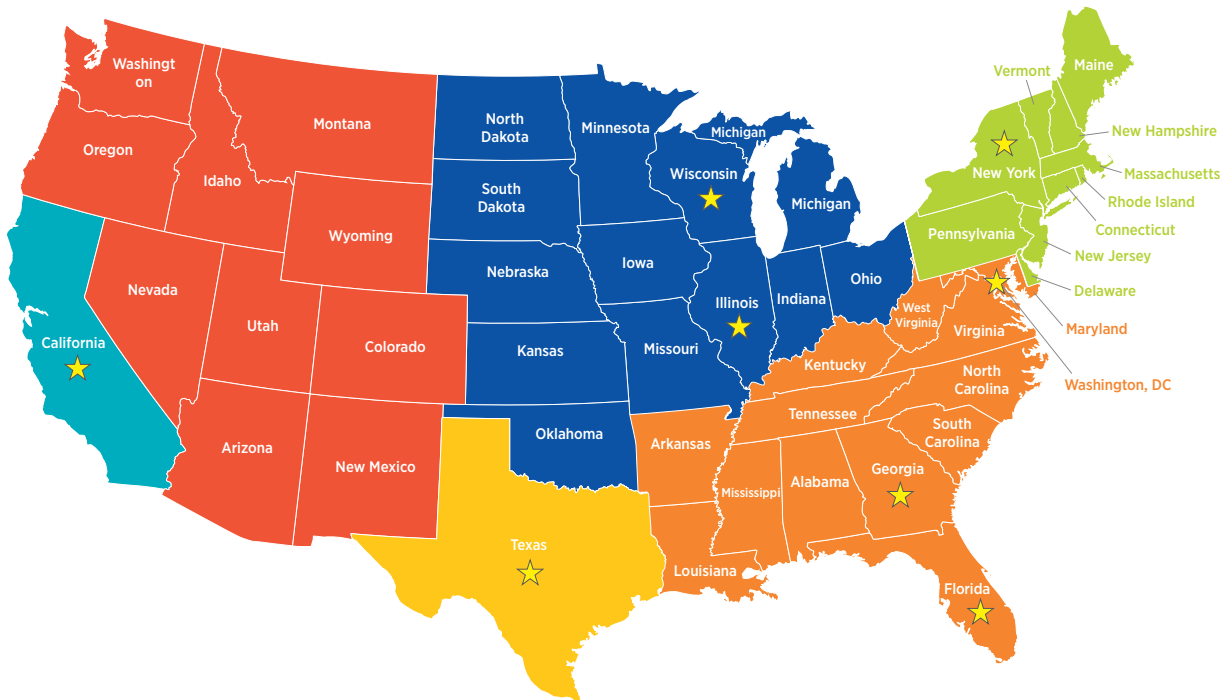 Washingt
on
Oregon
Idaho
Montana
Wyoming
Nevada
Utah
Colorado
California
Arizona
New Mexico
North
Dakota
South
Dakota
Nebraska
Kansas
Oklahoma
Texas
Minnesota
Iowa
Missouri
Wisconsin
Illinois
Michigan
Michigan
Indiana
Ohio
Arkansas
Louisiana
Mississippi
Alabama
Georgia
Florida
Tennessee
Kentucky
West
Virginia
Virginia
North
Carolina
South
Carolina
Pennsylvania
New York
Vermont
Maine
New Hampshire
Massachusetts
Rhode Island
Connecticut
New Jersey
Delaware
Maryland
Washington, DC